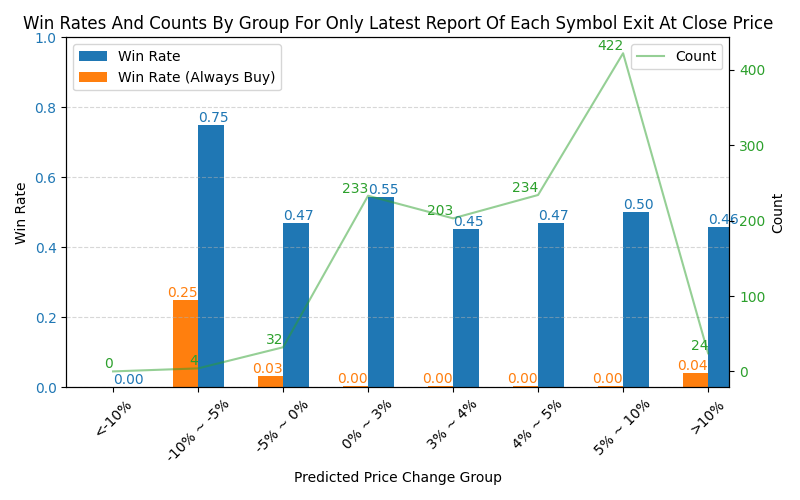 Win Rates And Counts By Group For Only Latest Report Of Each Symbol Exit At Close Price
Win Rate
Win Rate (Always Buy)
Count
1.0
0.8
0.6
0.4
0.2
0.0
Win Rate
400
300
200
100
0
Count
0.00
0.75
0.47
0.55
0.45
0.47
0.50
0.46
0.25
0.03
0.00
0.00
0.00
0.00
0.04
0
4
32
233
203
234
422
24
<-10%
-10% ~ -5%
-5% ~ 0%
0% ~ 3%
3% ~ 4%
4% ~ 5%
5% ~ 10%
>10%
Predicted Price Change Group